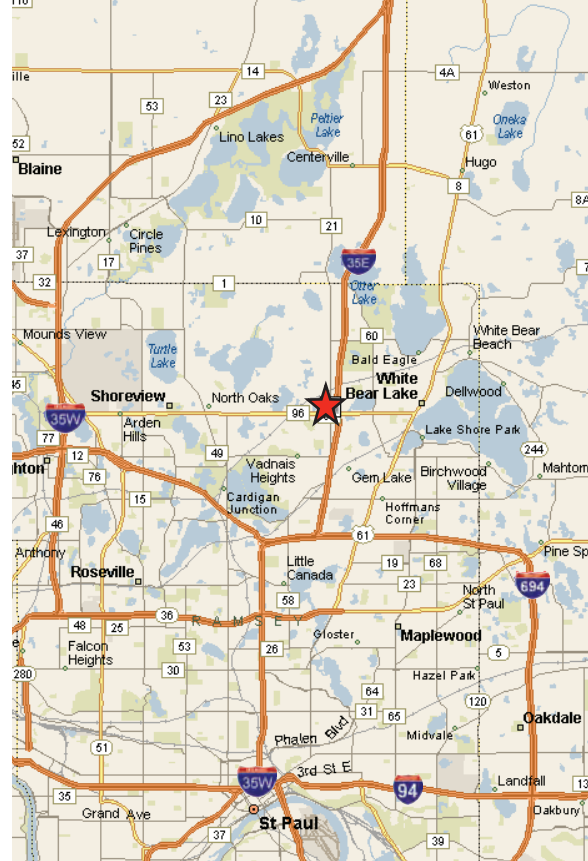 14
4A
Weston
23
53
Peltier
Lake
Oneka
Lake
Lino Lakes
61
52
Centerville
Hugo
Blaine
8
8A
10
21
Lexington
Circle
Pines
37
17
35E
32
1
Otter
Lake
7
60
Mounds View
White Bear
Beach
Turtle
Lake
Bald Eagle
White
Bear Lake
Dellwood
45
Shoreview
North Oaks
96
35W
Arden
Hills
Lake Shore Park
77
244
12
49
Vadnais
Heights
ghton
76
Gem Lake
Birchwood
Village
Mahtom
15
Cardigan
Junction
Hoffmans
Corner
46
61
Anthony
Pine Sp
19
68
Little
Canada
Roseville
23
694
58
North
St Paul
36
RAMSEY
48
25
Gloster
Maplewood
26
53
5
Falcon
Heights
30
Hazel Park
280
64
31
65
120
Oakdale
Phalen Blvd
Midvale
51
3rd St E
35W
94
Landfall
13
35
Grand Ave
St Paul
Oakbury
37
39